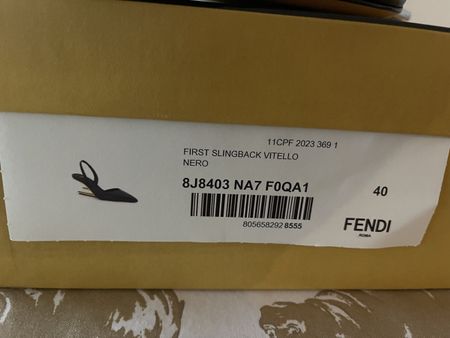 11CPF 2023 369 1
FIRST SLINGBACK VITELLO
NERO
8J8403 NA7 F0QA1
40
805658292 8555
FENDI
ROMA